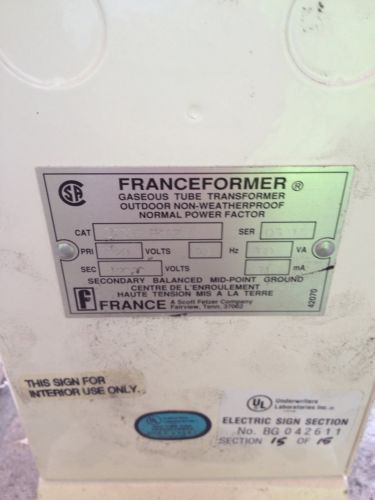 FRANCEFORMER ®
GASEOUS TUBE TRANSFORMER
OUTDOOR NON-WEATHERPROOF
NORMAL POWER FACTOR
CAT SER
PRI VOLTS Hz VA
SEC VOLTS mA
SECONDARY BALANCED MID-POINT GROUND
CENTRE DE L'ENROULEMENT
HAUTE TENSION MIS A LA TERRE
FRANCE A Scott Fetzer Company
Fairview, Tenn. 37062
42070
THIS SIGN FOR
INTERIOR USE ONLY
UL Underwriters
Laboratories Inc.
ELECTRIC SIGN SECTION
No. BG 042611
SECTION 15 OF 15